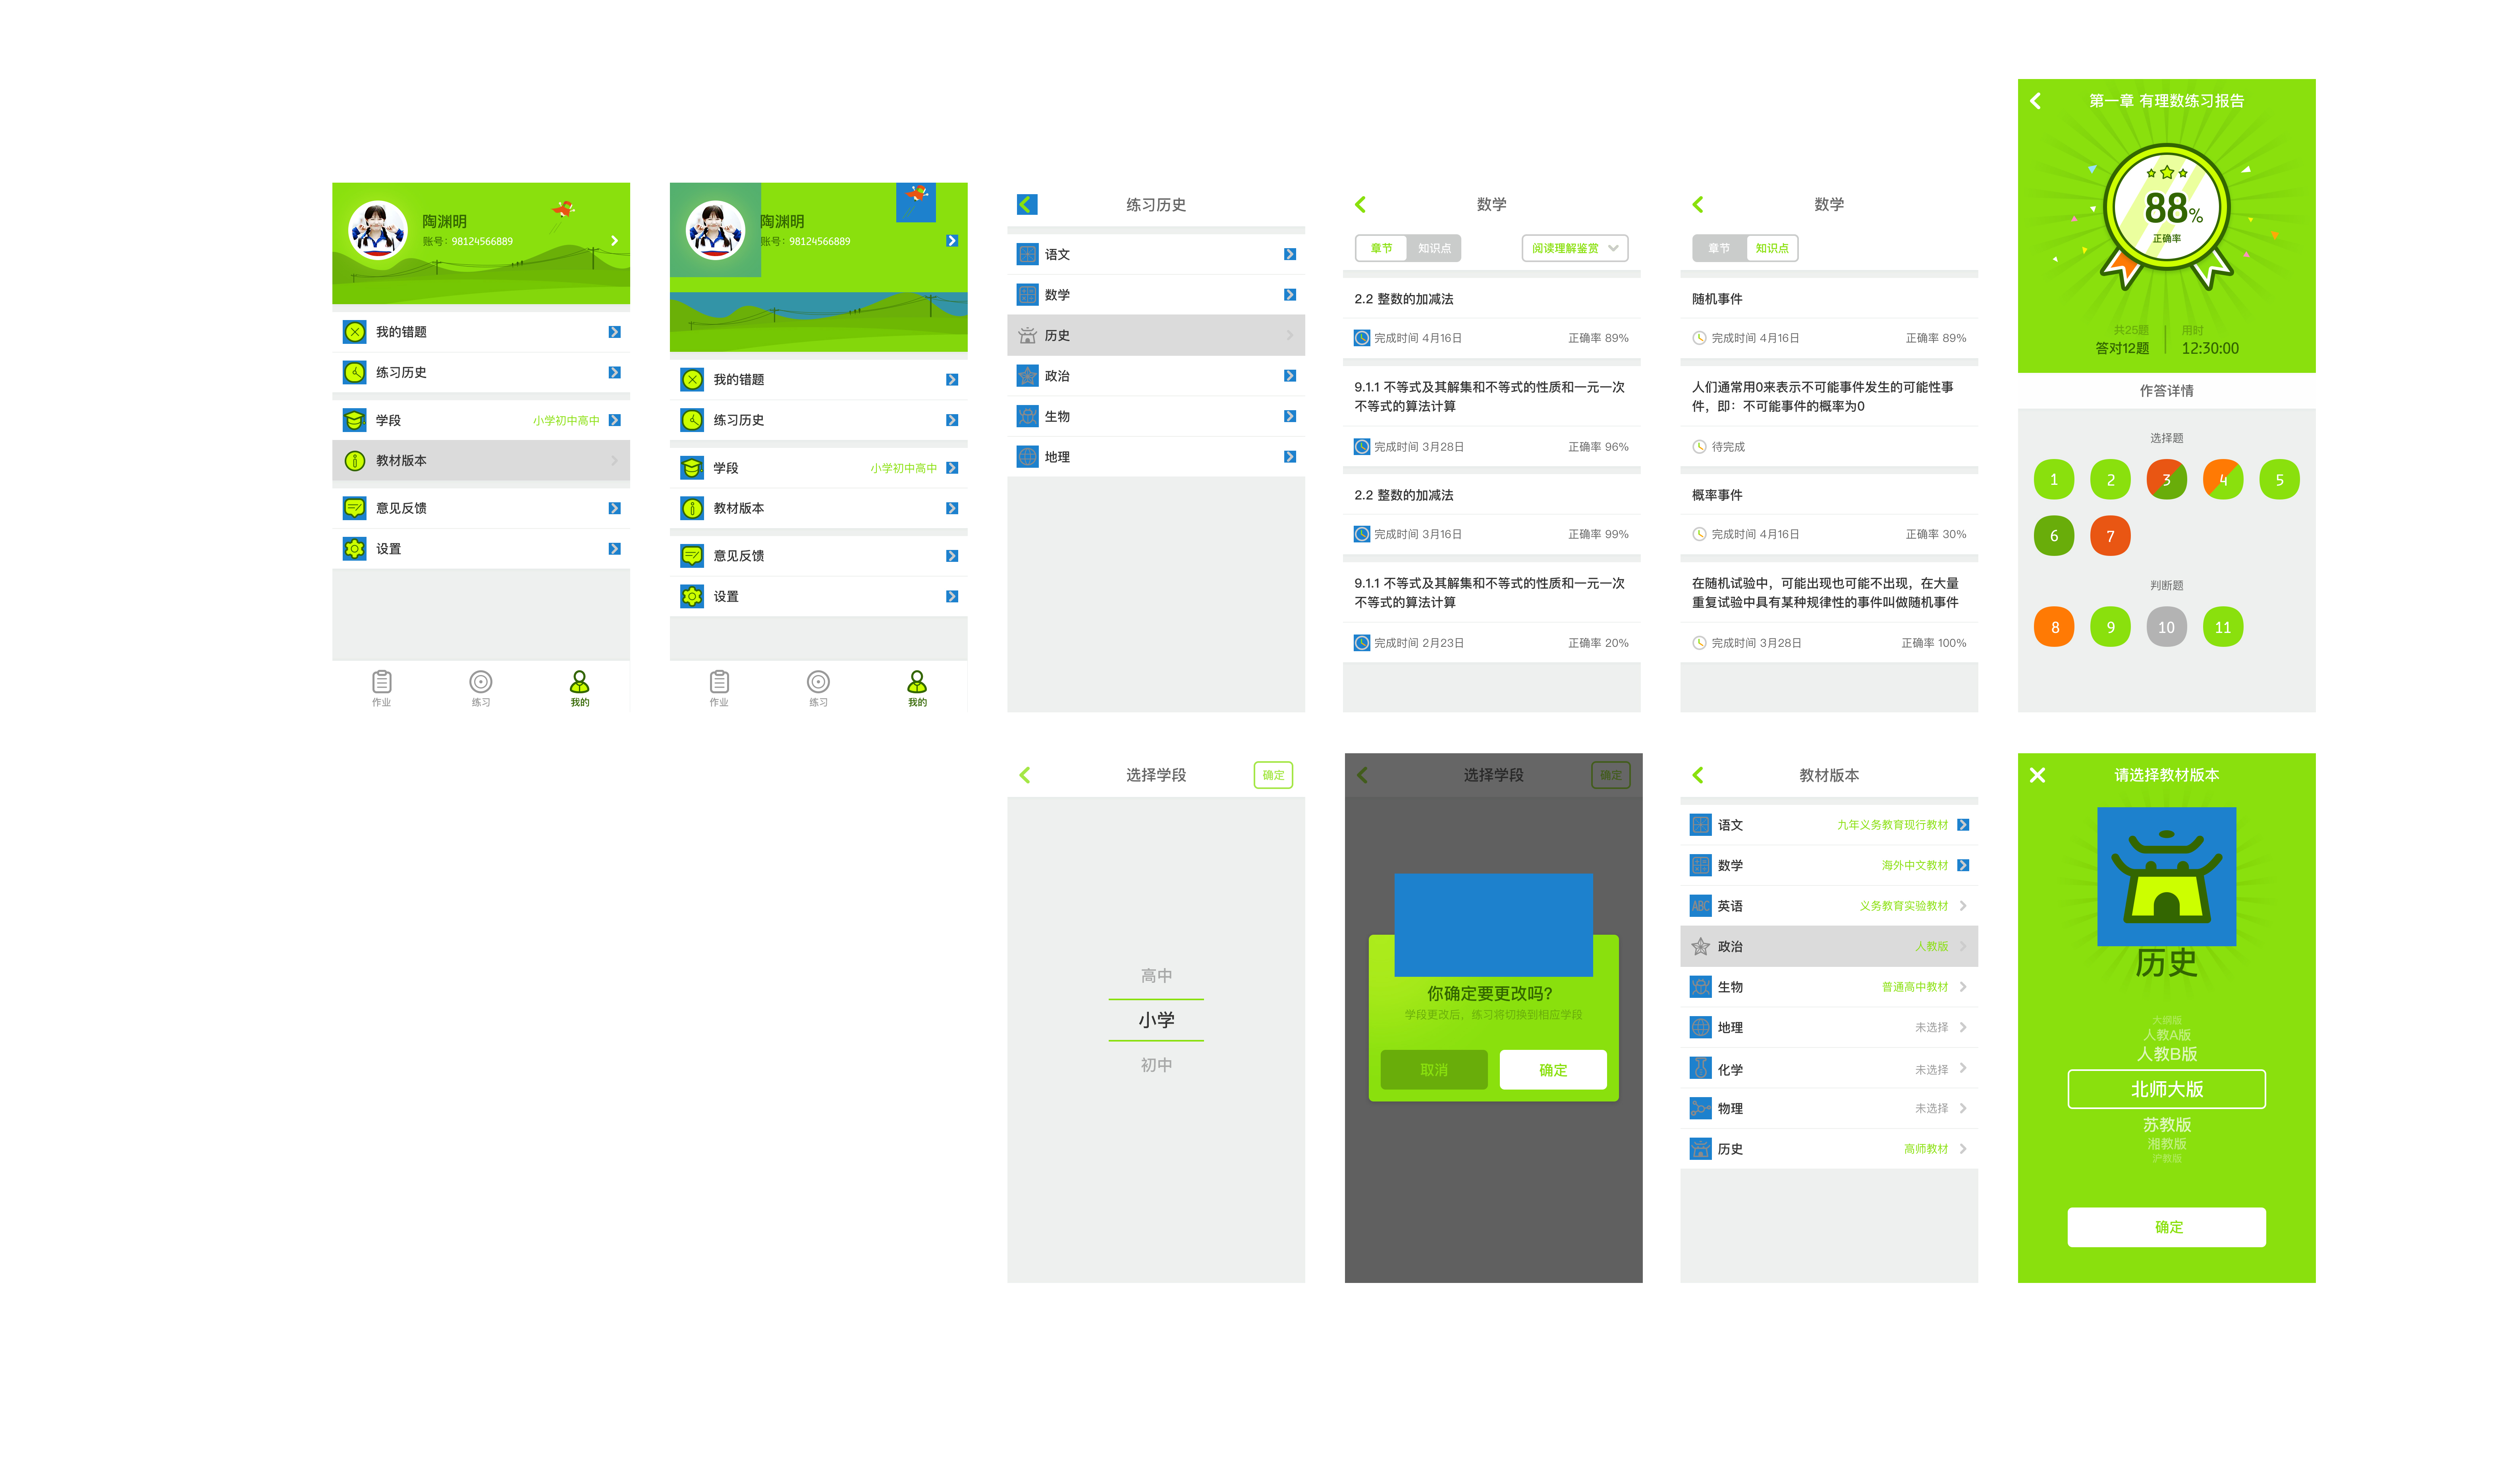 陶渊明
账号：98124566889
我的错题
练习历史
学段 小学初中高中
教材版本
意见反馈
设置
作业 练习 我的
陶渊明
账号：98124566889
我的错题
练习历史
学段 小学初中高中
教材版本
意见反馈
设置
作业 练习 我的
练习历史
语文
数学
历史
政治
生物
地理
数学
章节 知识点 阅读理解鉴赏
2.2 整数的加减法
完成时间 4月16日 正确率 89%
9.1.1 不等式及其解集和不等式的性质和一元一次
不等式的算法计算
完成时间 3月28日 正确率 96%
2.2 整数的加减法
完成时间 3月16日 正确率 99%
9.1.1 不等式及其解集和不等式的性质和一元一次
不等式的算法计算
完成时间 2月23日 正确率 20%
数学
章节 知识点
随机事件
完成时间 4月16日 正确率 89%
人们通常用0来表示不可能事件发生的可能性事
件，即：不可能事件的概率为0
待完成
概率事件
完成时间 4月16日 正确率 30%
在随机试验中，可能出现也可能不出现，在大量
重复试验中具有某种规律性的事件叫做随机事件
完成时间 3月28日 正确率 100%
第一章 有理数练习报告
88%
正确率
共25题 用时
答对12题 12:30:00
作答详情
选择题
1 2 3 4 5
6 7
判断题
8 9 10 11
选择学段 确定
高中
小学
初中
选择学段 确定
你确定要更改吗?
学段更改后，练习将切换到相应学段
取消 确定
教材版本
语文 九年义务教育现行教材
数学 海外中文教材
ABC 英语 义务教育实验教材
政治 人教版
生物 普通高中教材
地理 未选择
化学 未选择
物理 未选择
历史 高师教材
请选择教材版本
历史
大纲版
人教A版
人教B版
北师大版
苏教版
湘教版
沪教版
确定